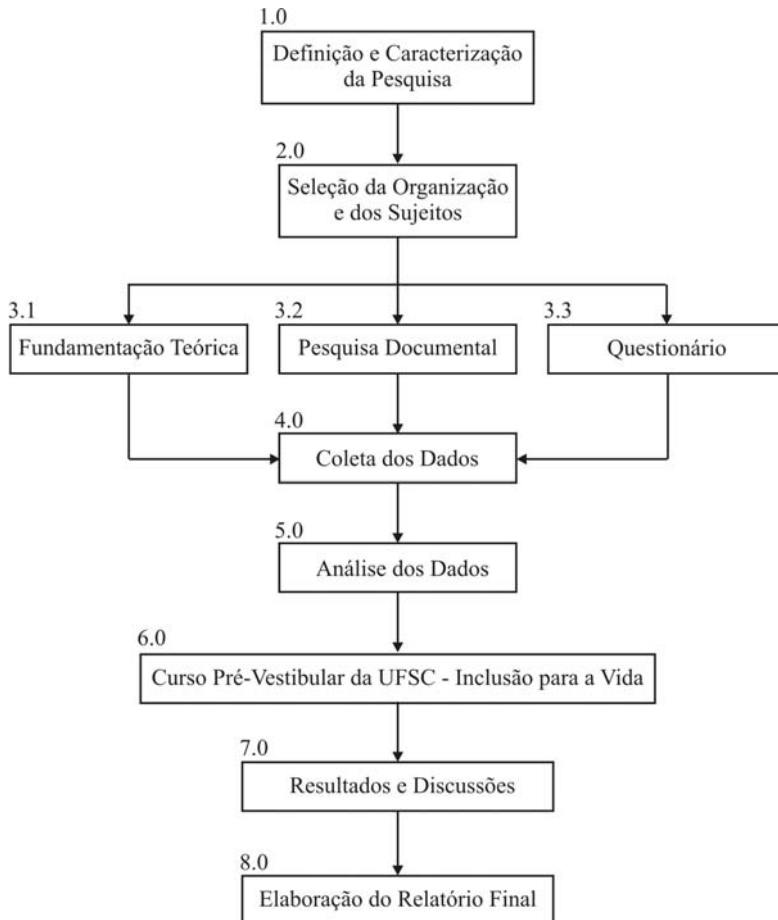 1.0
Definição e Caracterização
da Pesquisa
2.0
Seleção da Organização
e dos Sujeitos
3.1
Fundamentação Teórica
3.2
Pesquisa Documental
3.3
Questionário
4.0
Coleta dos Dados
5.0
Análise dos Dados
6.0
Curso Pré-Vestibular da UFSC - Inclusão para a Vida
7.0
Resultados e Discussões
8.0
Elaboração do Relatório Final